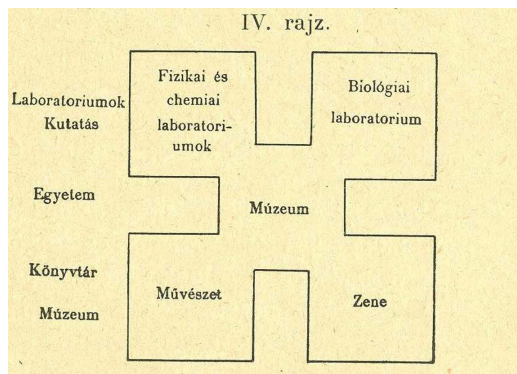 IV. rajz.
Laboratoriumok
Kutatás
Fizikai és
chemiai
laboratori-
umok
Biológiai
laboratorium
Egyetem
Múzeum
Könyvtár
Múzeum
Művészet
Zene